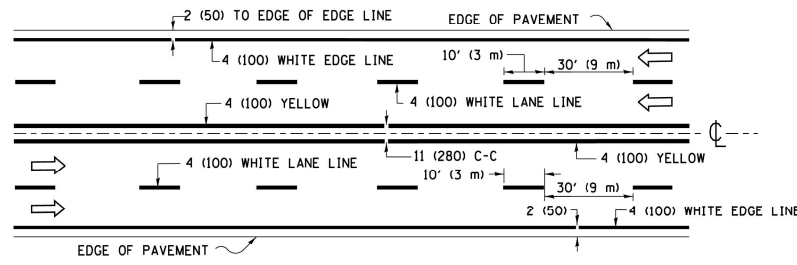 2 (50) TO EDGE OF EDGE LINE
EDGE OF PAVEMENT
4 (100) WHITE EDGE LINE
10' (3 m)
30' (9 m)
4 (100) YELLOW
4 (100) WHITE LANE LINE
℄
4 (100) WHITE LANE LINE
11 (280) C-C
4 (100) YELLOW
10' (3 m)
30' (9 m)
2 (50)
4 (100) WHITE EDGE LINE
EDGE OF PAVEMENT